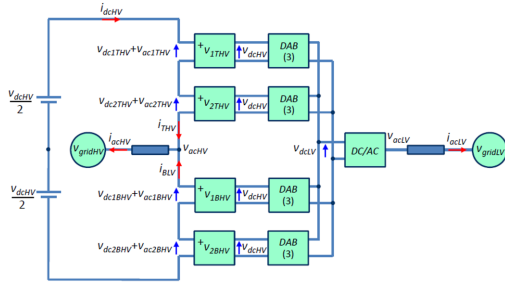 i_dcHV
v_dc1THV+v_ac1THV
+v_1THV
v_dcHV
DAB
(3)
v_dcHV
2
v_dc2THV+v_ac2THV
+v_2THV
v_dcHV
DAB
(3)
i_THV
v_gridHV
i_acHV
v_acHV
v_dcLV
DC/AC
v_acLV
i_acLV
v_gridLV
i_BLV
v_dcHV
2
v_dc1BHV+v_ac1BHV
+v_1BHV
v_dcHV
DAB
(3)
v_dc2BHV+v_ac2BHV
+v_2BHV
v_dcHV
DAB
(3)